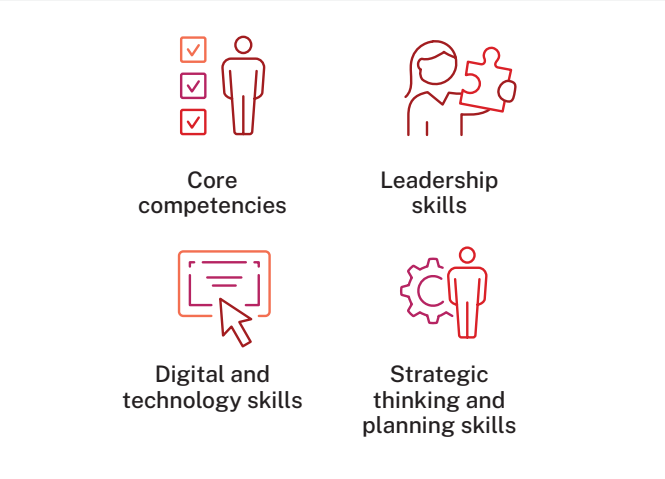 Core
competencies
Leadership
skills
Digital and
technology skills
Strategic
thinking and
planning skills